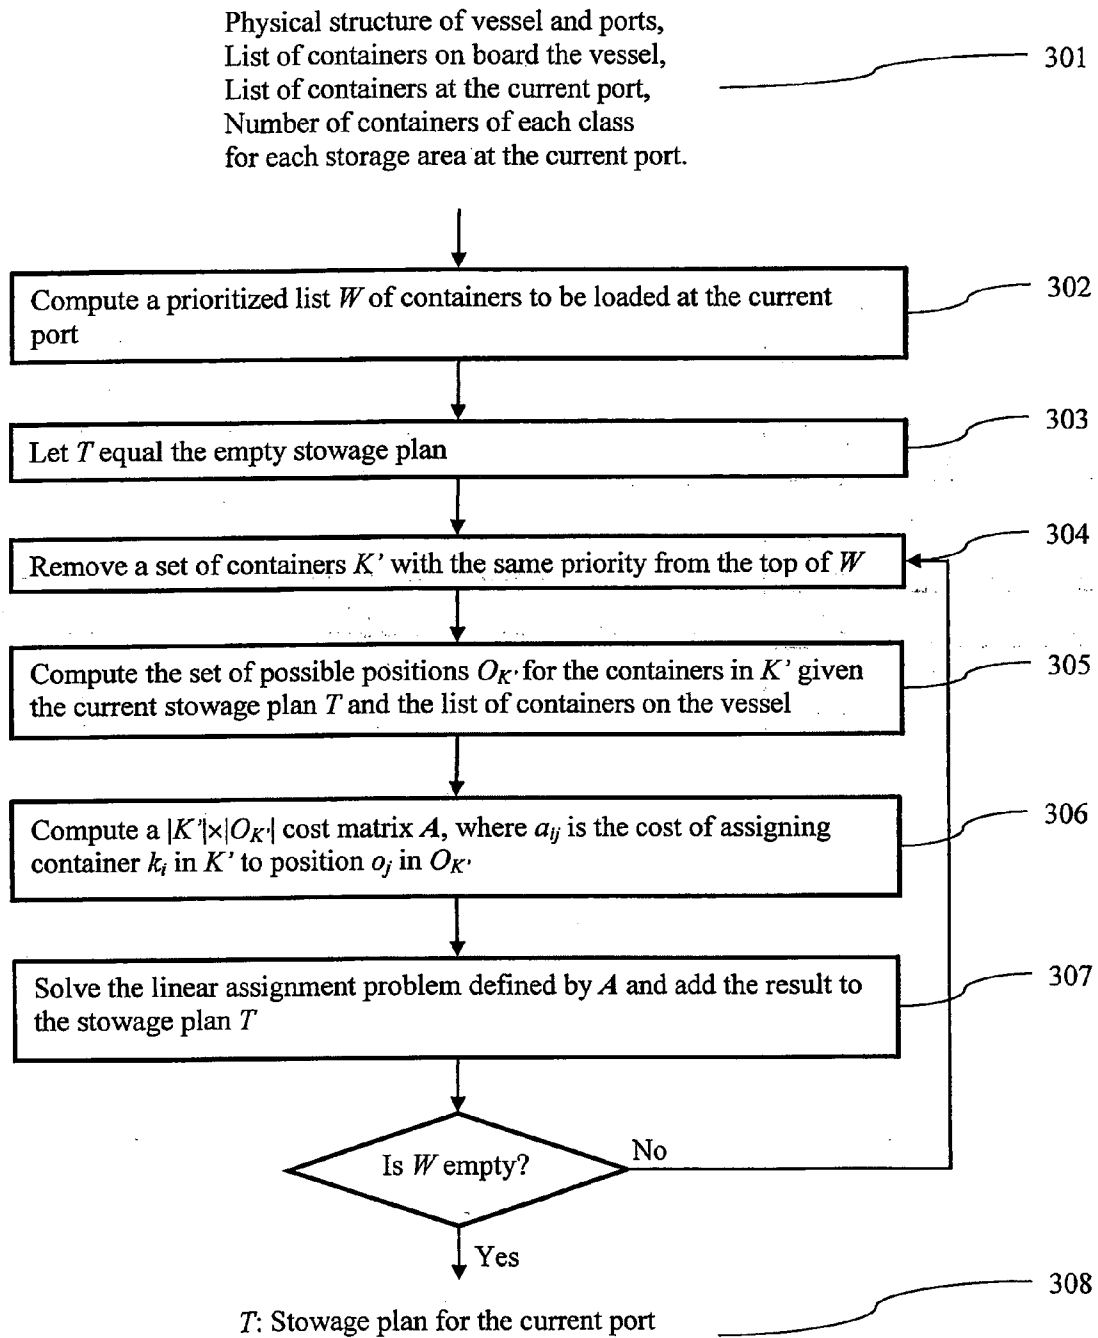 Physical structure of vessel and ports,
List of containers on board the vessel,
List of containers at the current port,
Number of containers of each class
for each storage area at the current port.
301
Compute a prioritized list W of containers to be loaded at the current
port
302
Let T equal the empty stowage plan
303
Remove a set of containers K' with the same priority from the top of W
304
Compute the set of possible positions O_K' for the containers in K' given
the current stowage plan T and the list of containers on the vessel
305
Compute a |K'|×|O_K'| cost matrix A, where a_ij is the cost of assigning
container k_i in K' to position o_j in O_K'
306
Solve the linear assignment problem defined by A and add the result to
the stowage plan T
307
Is W empty?
No
Yes
T: Stowage plan for the current port
308